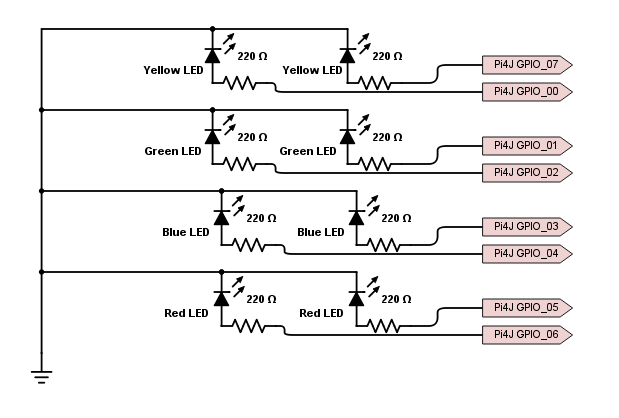 220 Ω 220 Ω Pi4J GPIO_07
Yellow LED Yellow LED
Pi4J GPIO_00
220 Ω 220 Ω Pi4J GPIO_01
Green LED Green LED
Pi4J GPIO_02
220 Ω 220 Ω Pi4J GPIO_03
Blue LED Blue LED
Pi4J GPIO_04
220 Ω 220 Ω Pi4J GPIO_05
Red LED Red LED
Pi4J GPIO_06